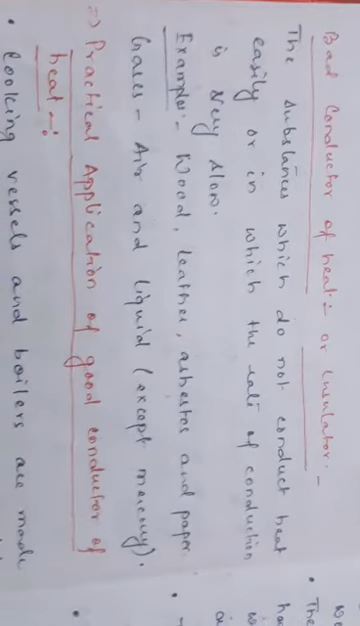 Bad Conductor of heat:- or insulator:-
The substances which do not conduct heat
easily or in which the rate of conduction
is very slow.
Examples:- Wood, leather, asbestos and paper
Gases - Air and liquid (except mercury).
=> Practical Application of good conductor of
heat -:
• Cooking vessels and boilers are made
• The